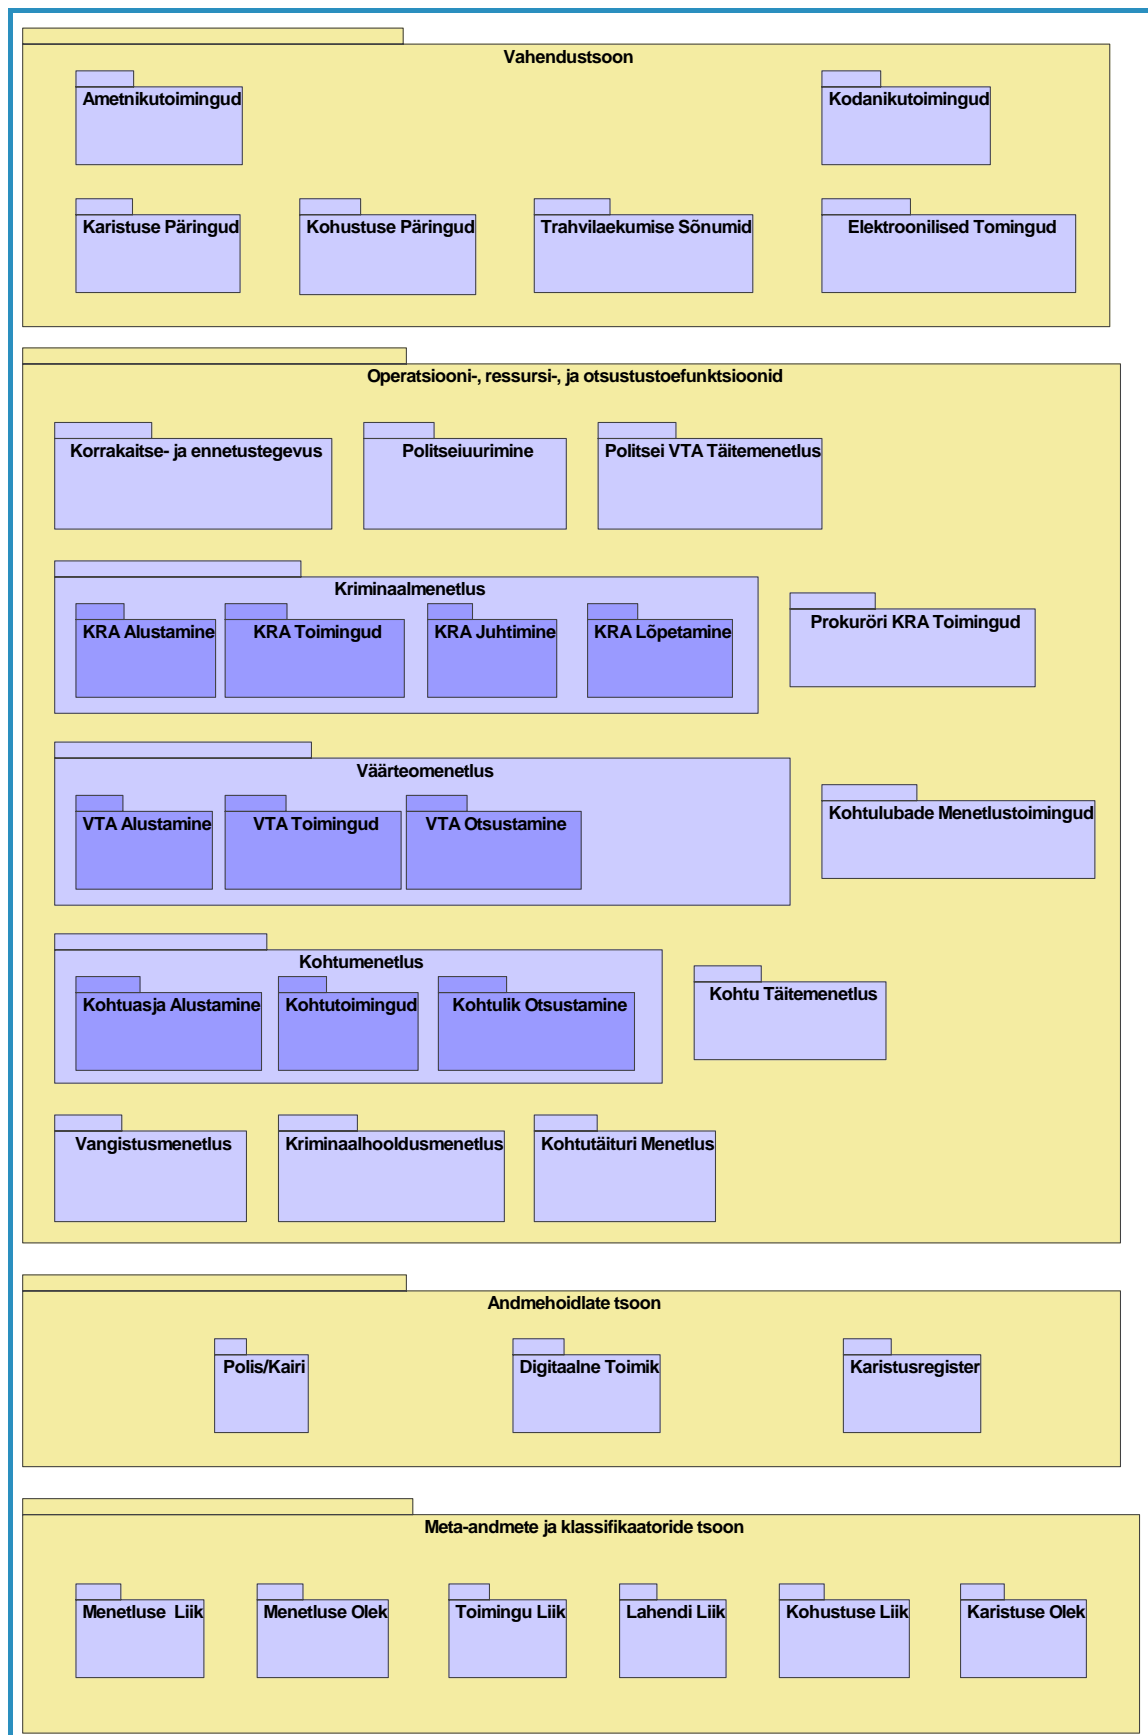 Vahendustsoon
Ametnikutoimingud
Kodanikutoimingud
Karistuse Päringud
Kohustuse Päringud
Trahvilaekumise Sõnumid
Elektroonilised Tomingud
Operatsiooni-, ressursi-, ja otsustustoefunktsioonid
Korrakaitse- ja ennetustegevus
Politseiuurimine
Politsei VTA Täitemenetlus
Kriminaalmenetlus
KRA Alustamine
KRA Toimingud
KRA Juhtimine
KRA Lõpetamine
Prokuröri KRA Toimingud
Väärteomenetlus
VTA Alustamine
VTA Toimingud
VTA Otsustamine
Kohtulubade Menetlustoimingud
Kohtumenetlus
Kohtuasja Alustamine
Kohtutoimingud
Kohtulik Otsustamine
Kohtu Täitemenetlus
Vangistusmenetlus
Kriminaalhooldusmenetlus
Kohtutäituri Menetlus
Andmehoidlate tsoon
Polis/Kairi
Digitaalne Toimik
Karistusregister
Meta-andmete ja klassifikaatoride tsoon
Menetluse Liik
Menetluse Olek
Toimingu Liik
Lahendi Liik
Kohustuse Liik
Karistuse Olek